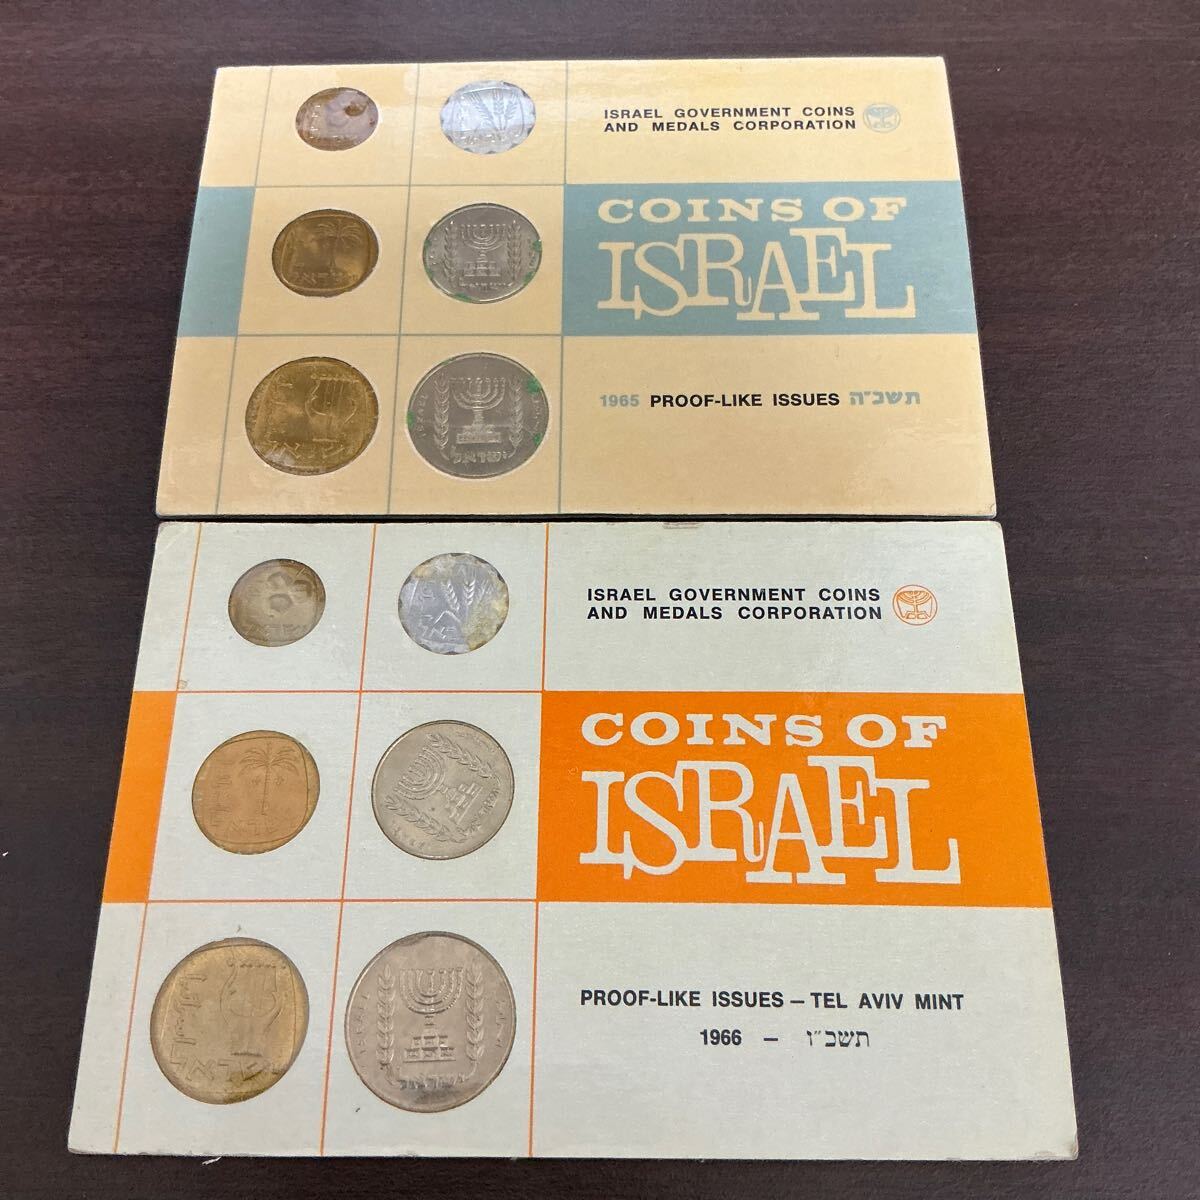 ISRAEL GOVERNMENT COINS
AND MEDALS CORPORATION
COINS OF
ISRAEL
1965 PROOF-LIKE ISSUES תשכ"ה
ISRAEL GOVERNMENT COINS
AND MEDALS CORPORATION
COINS OF
ISRAEL
PROOF-LIKE ISSUES — TEL AVIV MINT
1966 — תשכ"ו